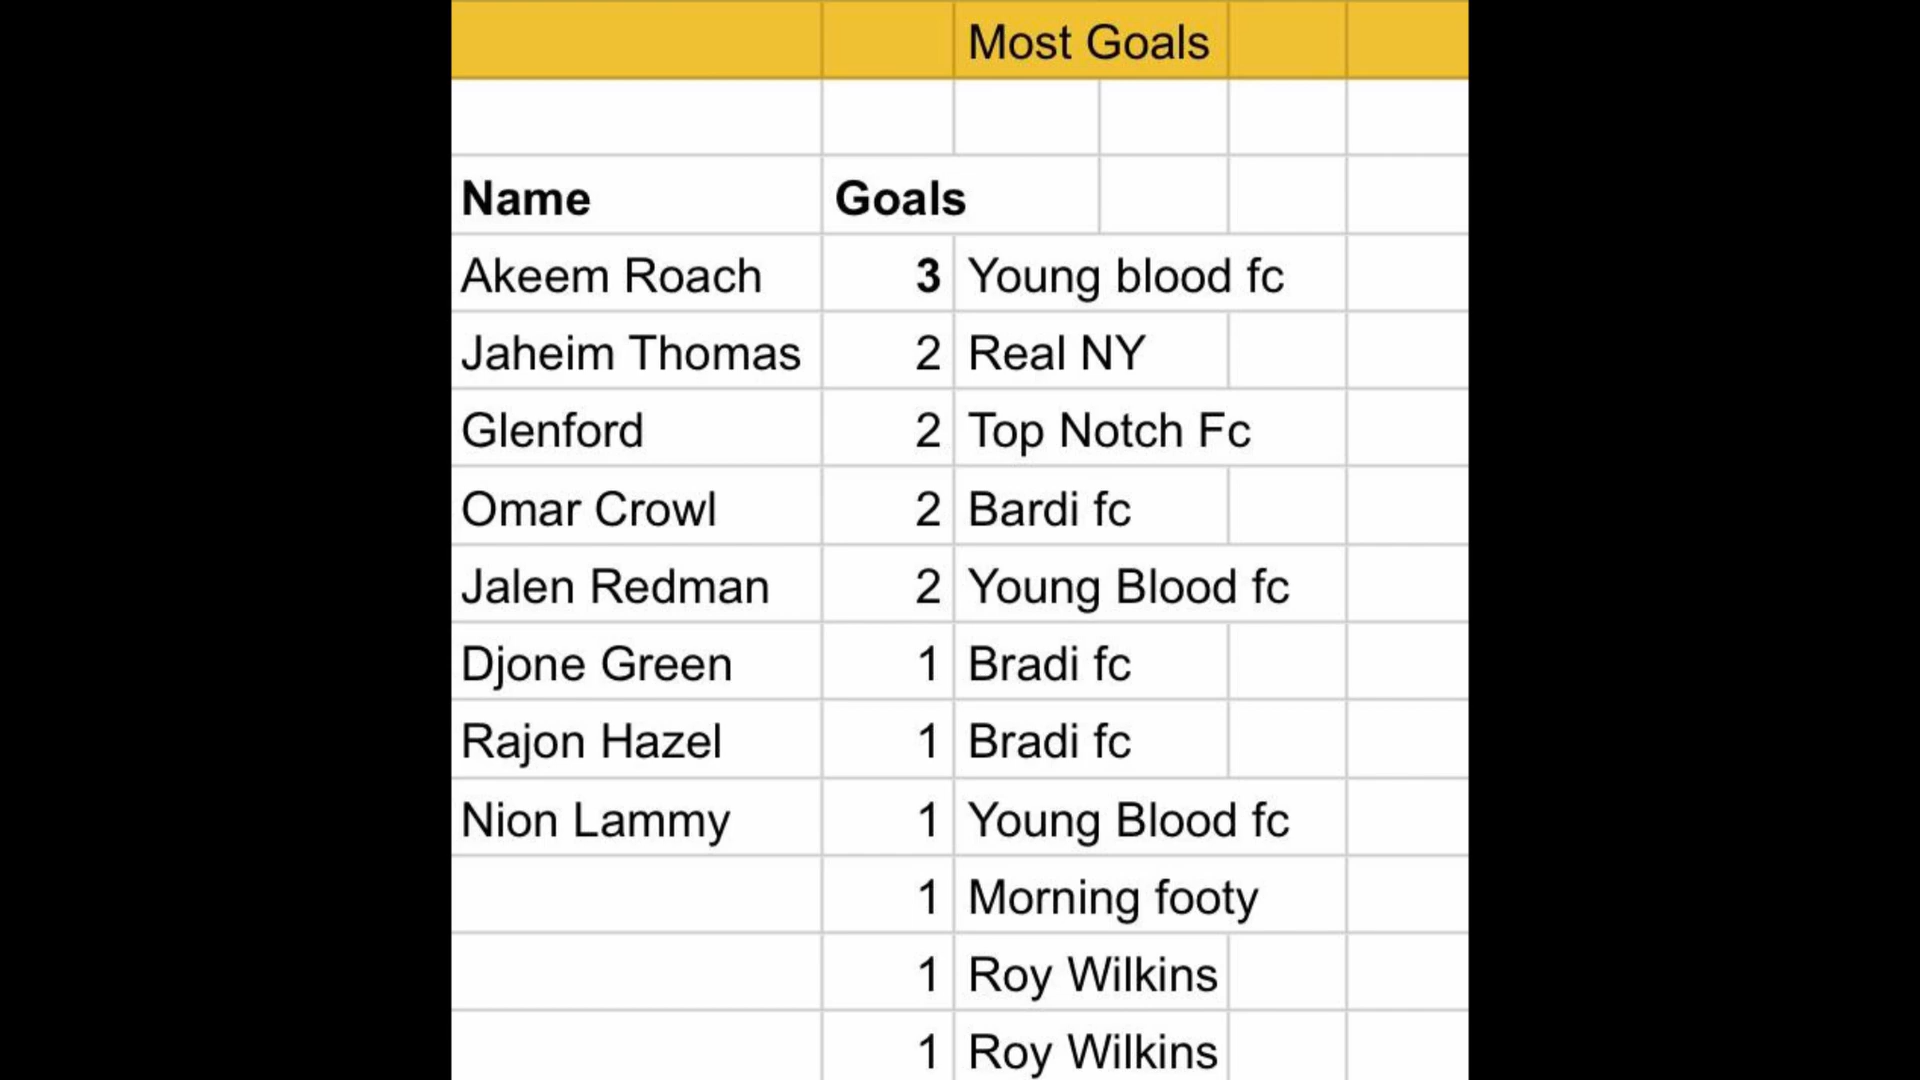 Most Goals
Name Goals
Akeem Roach 3 Young blood fc
Jaheim Thomas 2 Real NY
Glenford 2 Top Notch Fc
Omar Crowl 2 Bardi fc
Jalen Redman 2 Young Blood fc
Djone Green 1 Bradi fc
Rajon Hazel 1 Bradi fc
Nion Lammy 1 Young Blood fc
1 Morning footy
1 Roy Wilkins
1 Roy Wilkins